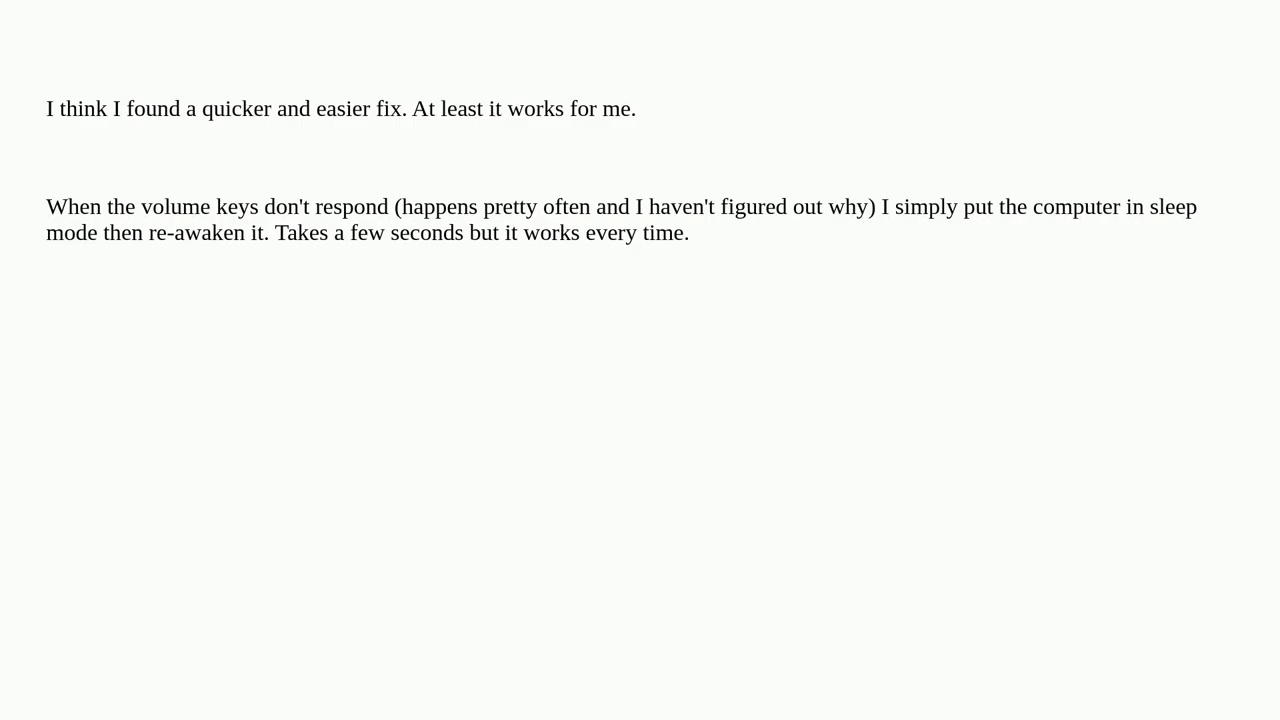 I think I found a quicker and easier fix. At least it works for me.
When the volume keys don't respond (happens pretty often and I haven't figured out why) I simply put the computer in sleep
mode then re-awaken it. Takes a few seconds but it works every time.